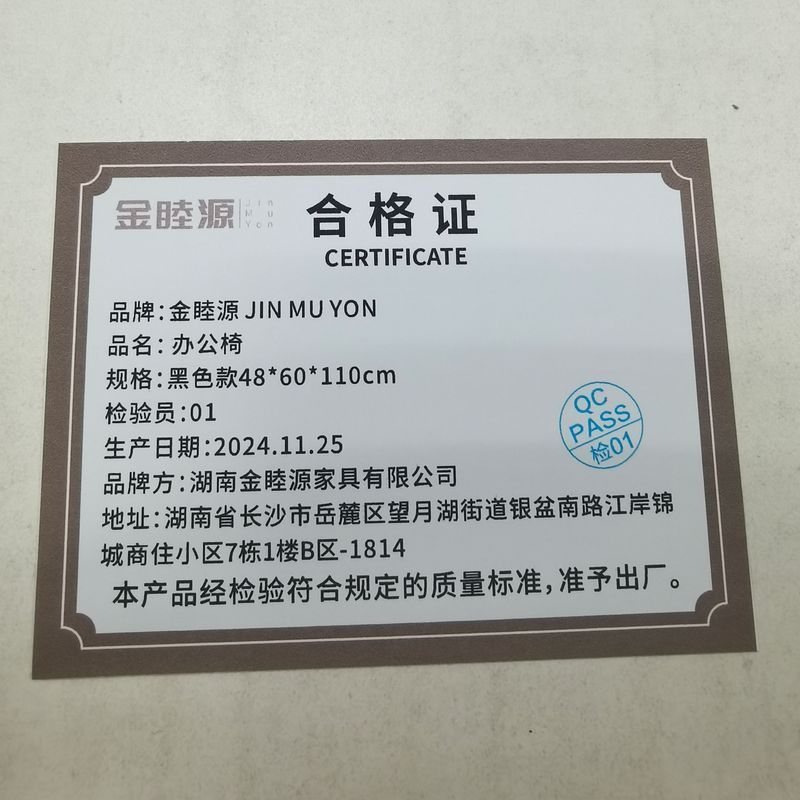 金睦源 Jin Mu Yon
合格证
CERTIFICATE
品牌:金睦源 JIN MU YON
品名:办公椅
规格:黑色款48*60*110cm
检验员:01
生产日期:2024.11.25
品牌方:湖南金睦源家具有限公司
地址:湖南省长沙市岳麓区望月湖街道银盆南路江岸锦
城商住小区7栋1楼B区-1814
本产品经检验符合规定的质量标准,准予出厂。
QC
PASS
检01